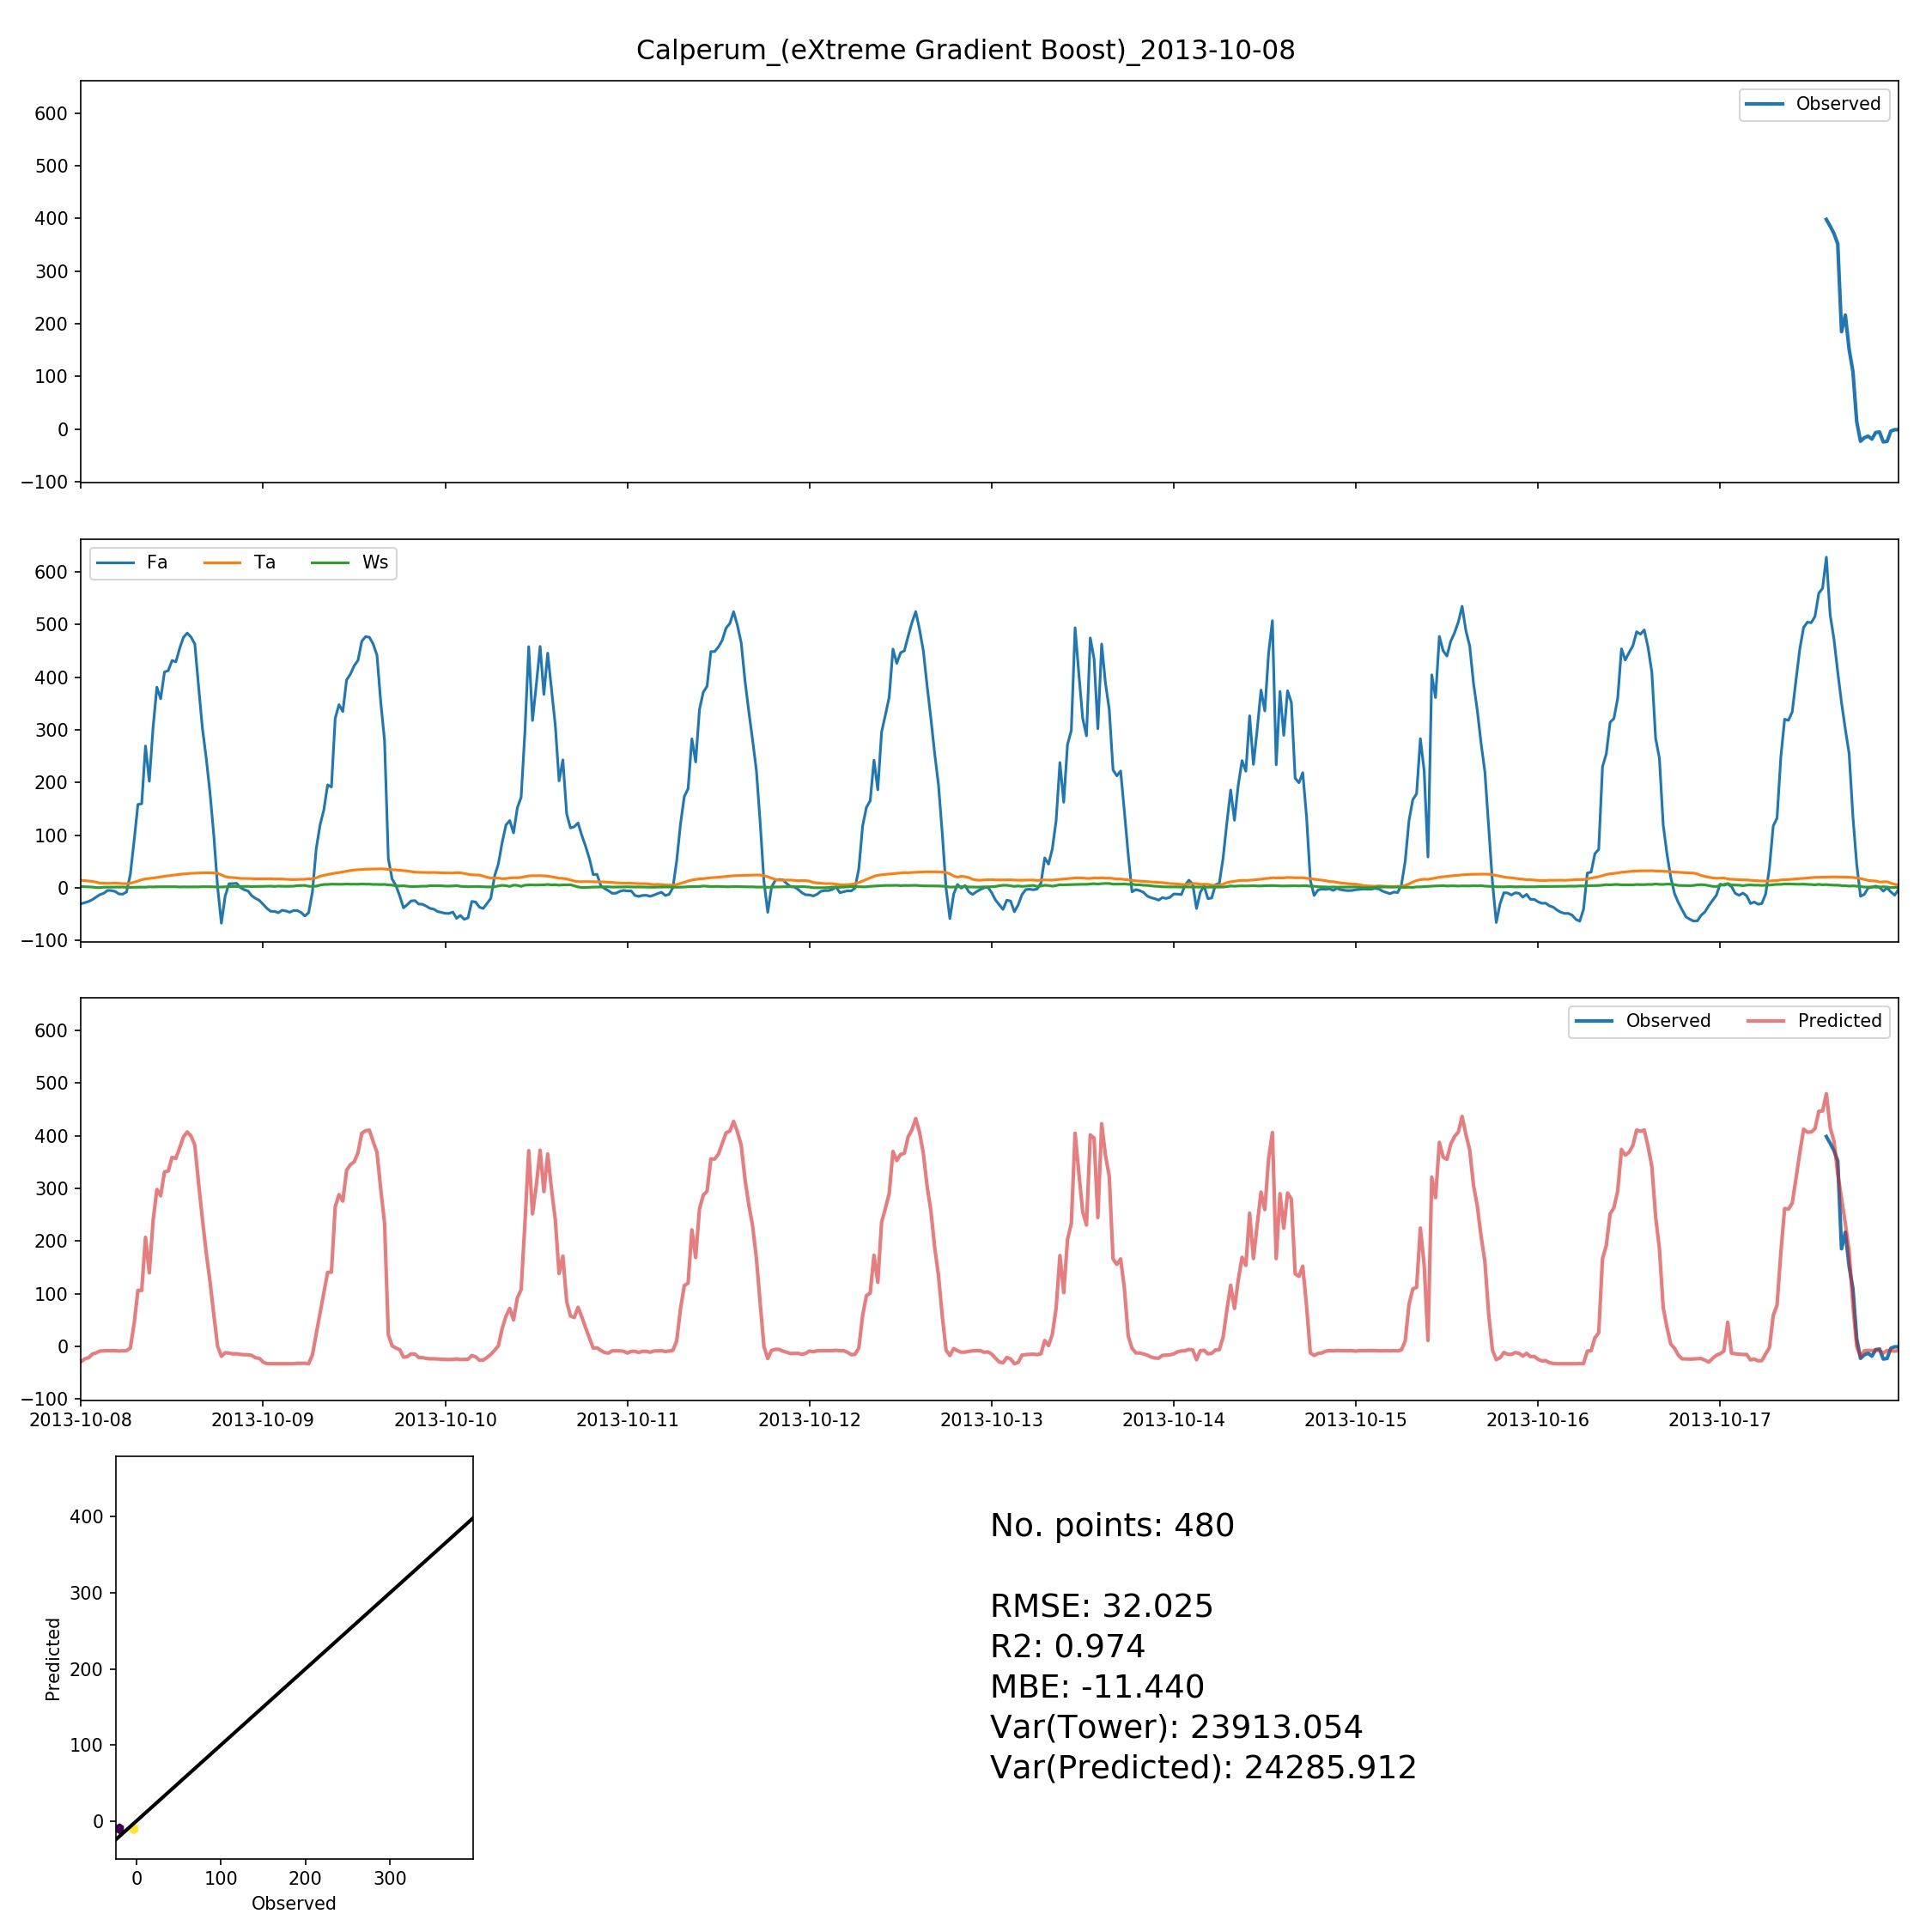 Calperum_(eXtreme Gradient Boost)_2013-10-08
600
500
400
300
200
100
0
−100
Observed
600
500
400
300
200
100
0
−100
Fa Ta Ws
600
500
400
300
200
100
0
−100
Observed Predicted
2013-10-08 2013-10-09 2013-10-10 2013-10-11 2013-10-12 2013-10-13 2013-10-14 2013-10-15 2013-10-16 2013-10-17
400
300
200
100
0
Predicted
0 100 200 300
Observed
No. points: 480
RMSE: 32.025
R2: 0.974
MBE: -11.440
Var(Tower): 23913.054
Var(Predicted): 24285.912